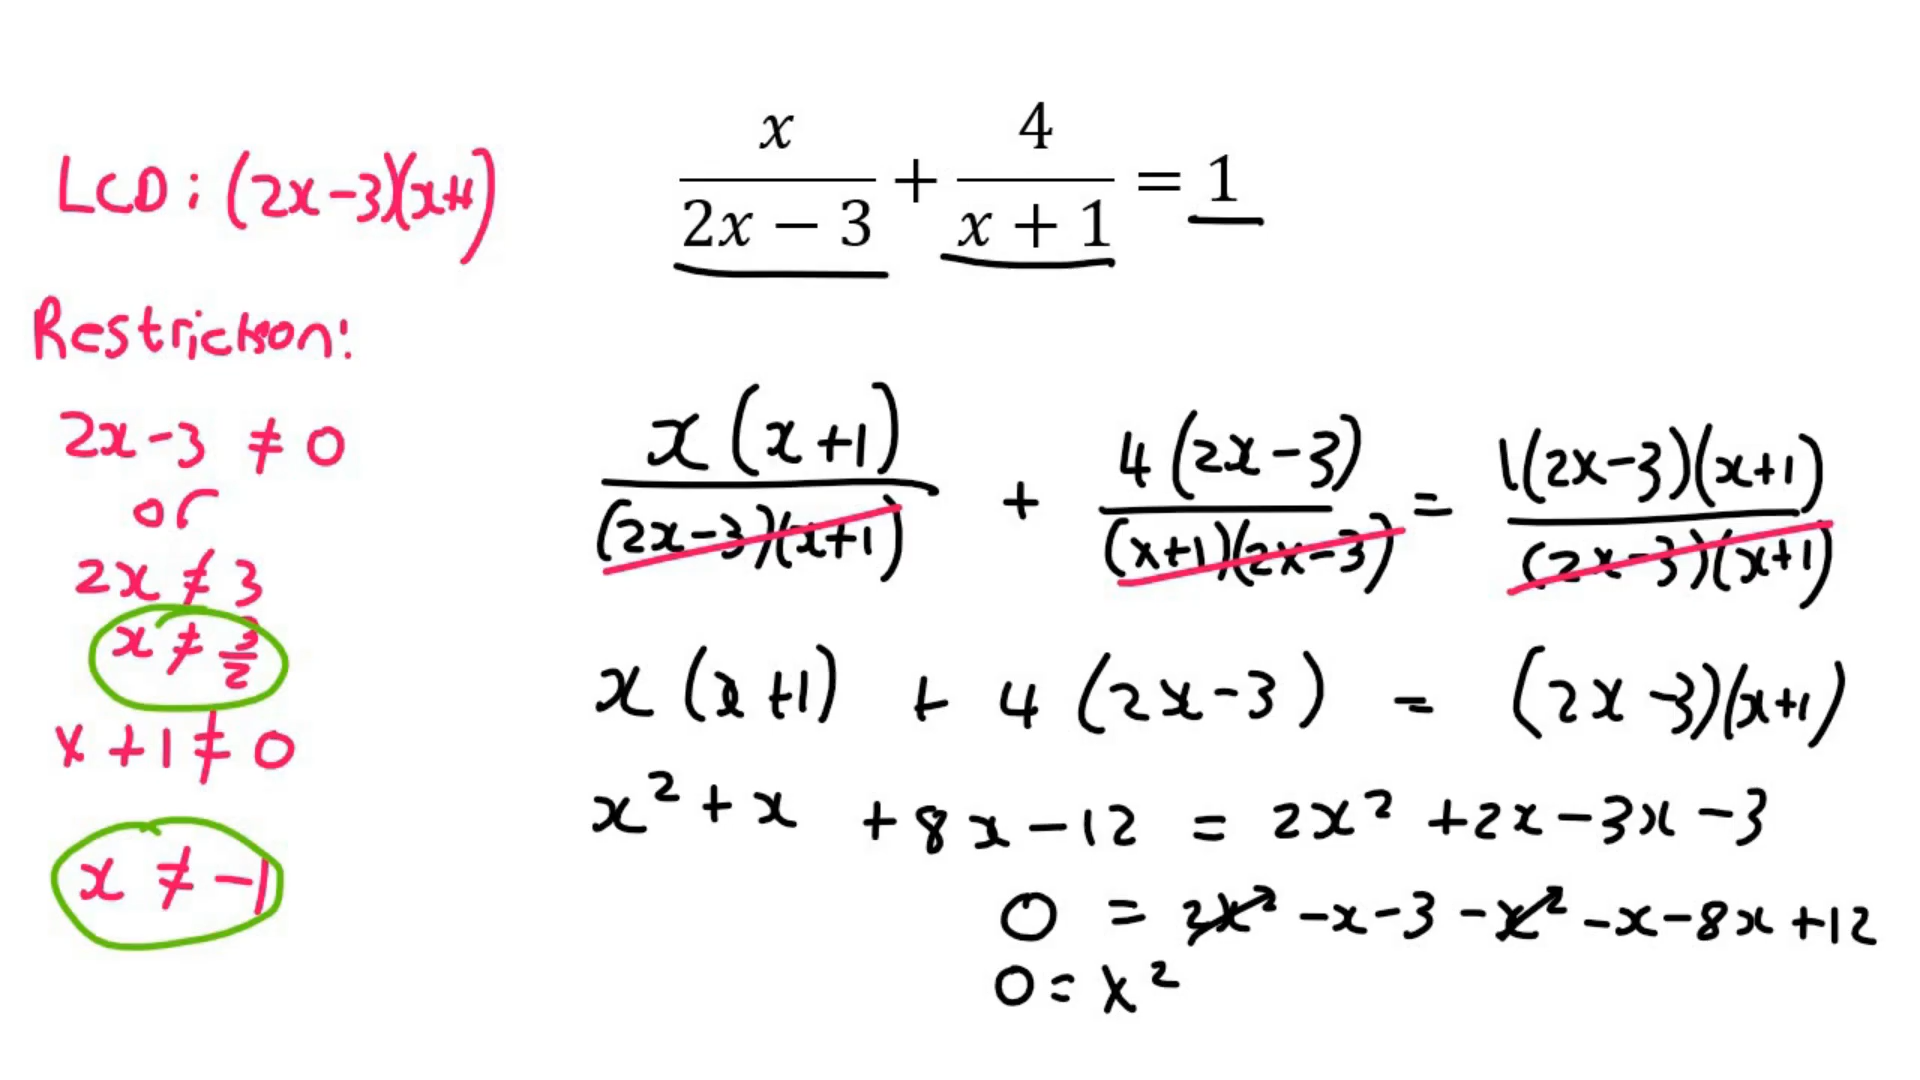 x/(2x − 3) + 4/(x + 1) = 1
LCD: (2x-3)(x+1)
Restriction:
2x-3 ≠ 0
or
2x ≠ 3
x ≠ 3/2
x+1 ≠ 0
x ≠ -1
x(x+1)/((2x-3)(x+1)) + 4(2x-3)/((x+1)(2x-3)) = 1(2x-3)(x+1)/((2x-3)(x+1))
x(x+1) + 4(2x-3) = (2x-3)(x+1)
x² + x + 8x - 12 = 2x² + 2x - 3x - 3
0 = 2x² - x - 3 - x² - x - 8x + 12
0 = x²